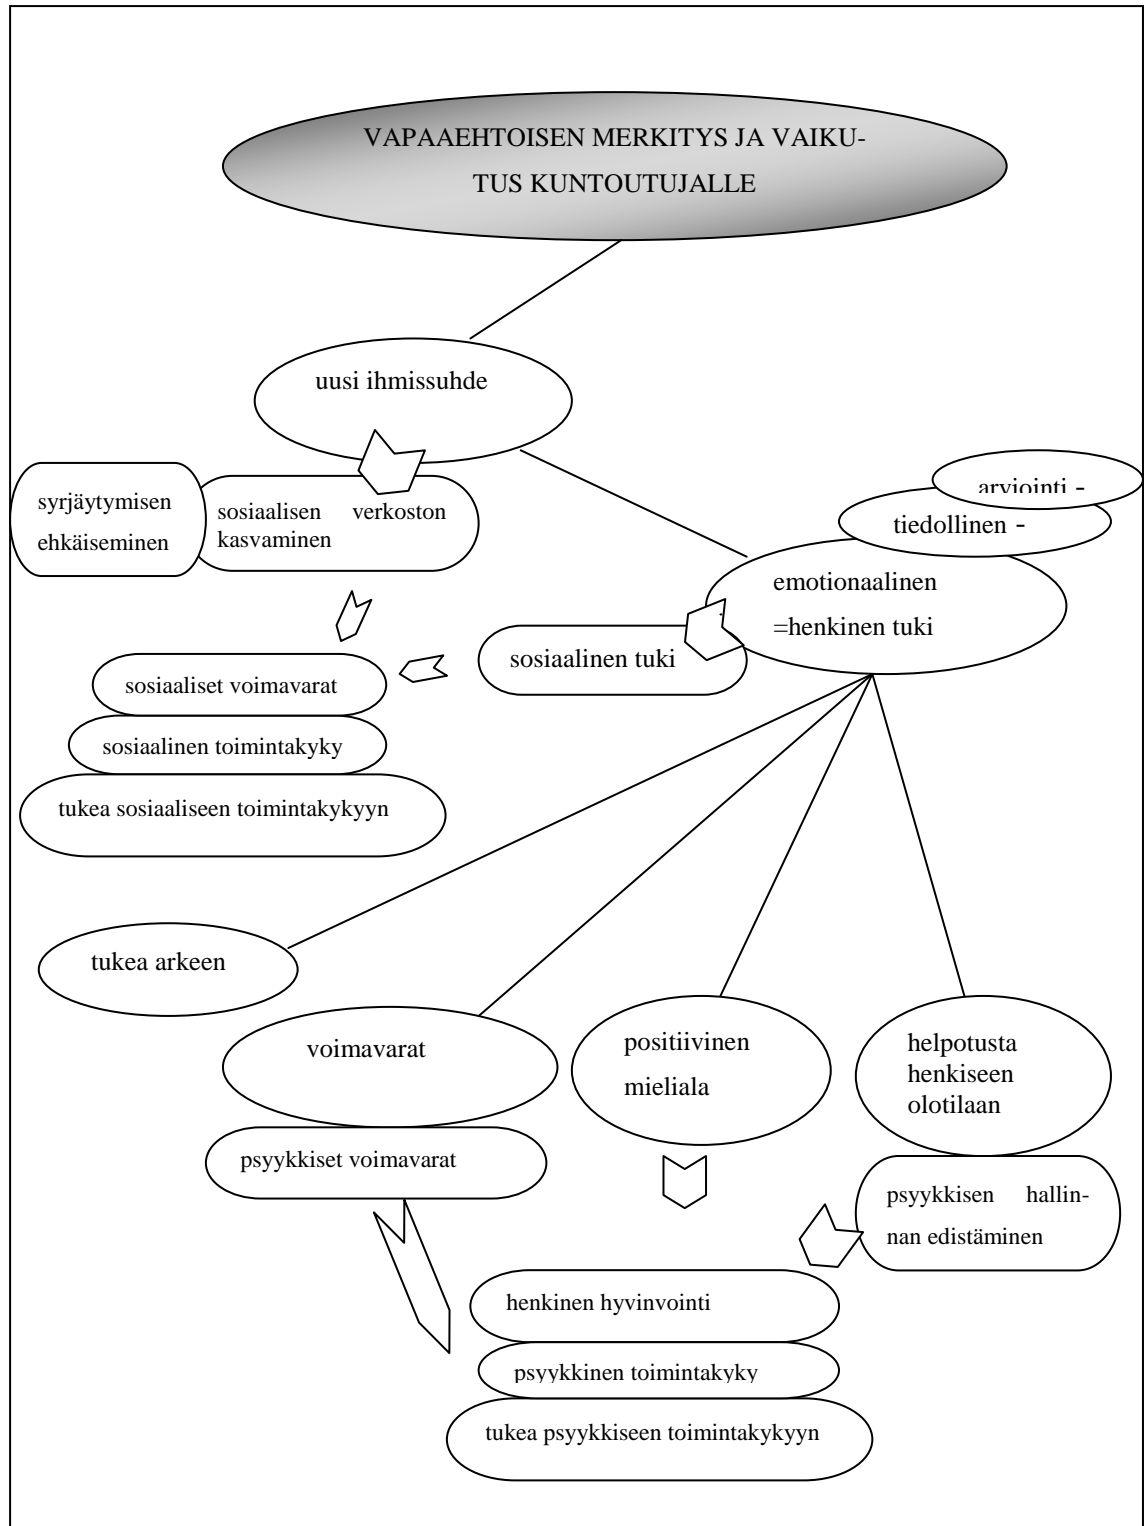 VAPAAEHTOISEN MERKITYS JA VAIKU-
TUS KUNTOUTUJALLE
uusi ihmissuhde
syrjäytymisen
ehkäiseminen
sosiaalisen verkoston
kasvaminen
arviointi -
tiedollinen -
emotionaalinen
=henkinen tuki
sosiaalinen tuki
sosiaaliset voimavarat
sosiaalinen toimintakyky
tukea sosiaaliseen toimintakykyyn
tukea arkeen
voimavarat
psyykkiset voimavarat
positiivinen
mieliala
helpotusta
henkiseen
olotilaan
psyykkisen hallin-
nan edistäminen
henkinen hyvinvointi
psyykkinen toimintakyky
tukea psyykkiseen toimintakykyyn